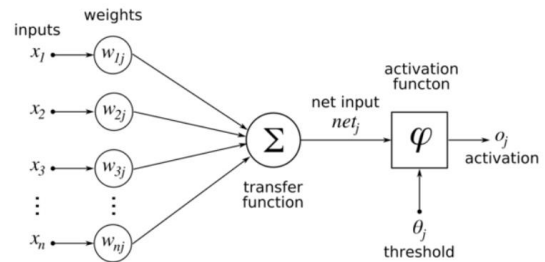 weights
inputs
x1 w1j
x2 w2j
x3 w3j
xn wnj
Σ
transfer
function
net input
netj
activation
functon
φ
oj
activation
θj
threshold